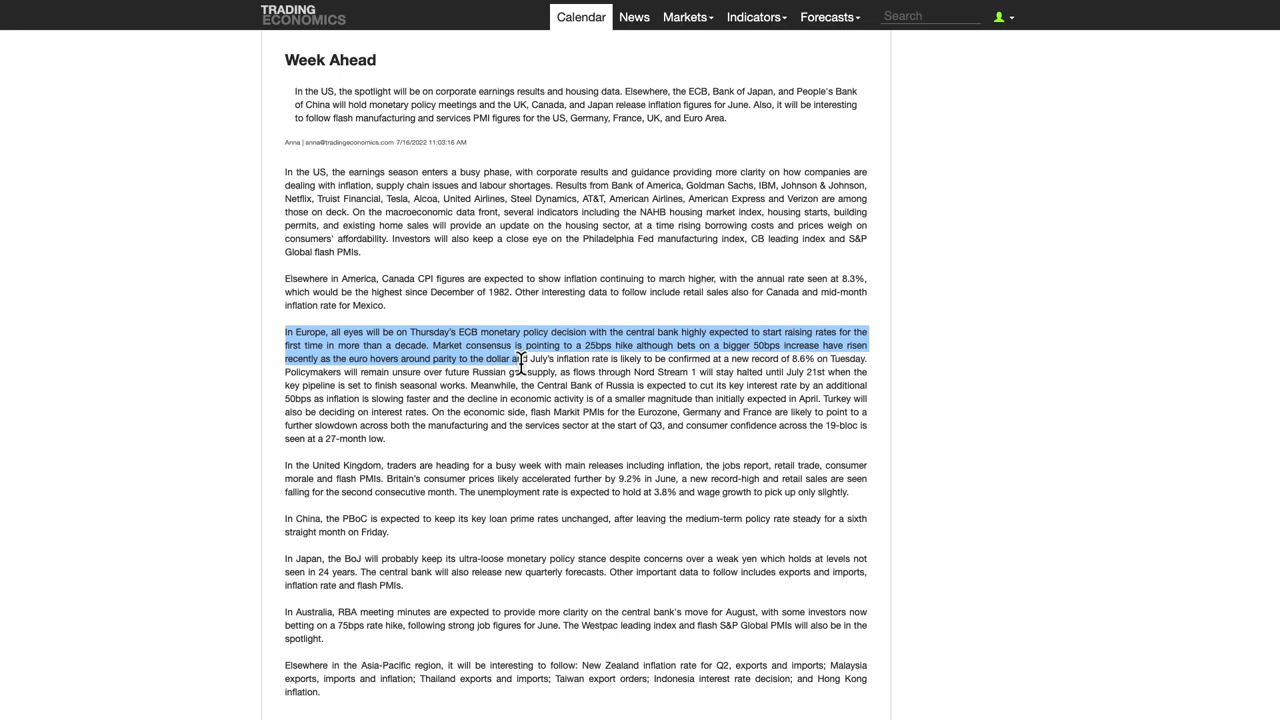 TRADING
ECONOMICS
Calendar News Markets Indicators Forecasts Search
Week Ahead
In the US, the spotlight will be on corporate earnings results and housing data. Elsewhere, the ECB, Bank of Japan, and People's Bank
of China will hold monetary policy meetings and the UK, Canada, and Japan release inflation figures for June. Also, it will be interesting
to follow flash manufacturing and services PMI figures for the US, Germany, France, UK, and Euro Area.
Anna | anna@tradingeconomics.com 7/16/2022 11:03:16 AM
In the US, the earnings season enters a busy phase, with corporate results and guidance providing more clarity on how companies are
dealing with inflation, supply chain issues and labour shortages. Results from Bank of America, Goldman Sachs, IBM, Johnson & Johnson,
Netflix, Truist Financial, Tesla, Alcoa, United Airlines, Steel Dynamics, AT&T, American Airlines, American Express and Verizon are among
those on deck. On the macroeconomic data front, several indicators including the NAHB housing market index, housing starts, building
permits, and existing home sales will provide an update on the housing sector, at a time rising borrowing costs and prices weigh on
consumers' affordability. Investors will also keep a close eye on the Philadelphia Fed manufacturing index, CB leading index and S&P
Global flash PMIs.
Elsewhere in America, Canada CPI figures are expected to show inflation continuing to march higher, with the annual rate seen at 8.3%,
which would be the highest since December of 1982. Other interesting data to follow include retail sales also for Canada and mid-month
inflation rate for Mexico.
In Europe, all eyes will be on Thursday's ECB monetary policy decision with the central bank highly expected to start raising rates for the
first time in more than a decade. Market consensus is pointing to a 25bps hike although bets on a bigger 50bps increase have risen
recently as the euro hovers around parity to the dollar and July's inflation rate is likely to be confirmed at a new record of 8.6% on Tuesday.
Policymakers will remain unsure over future Russian gas supply, as flows through Nord Stream 1 will stay halted until July 21st when the
key pipeline is set to finish seasonal works. Meanwhile, the Central Bank of Russia is expected to cut its key interest rate by an additional
50bps as inflation is slowing faster and the decline in economic activity is of a smaller magnitude than initially expected in April. Turkey will
also be deciding on interest rates. On the economic side, flash Markit PMIs for the Eurozone, Germany and France are likely to point to a
further slowdown across both the manufacturing and the services sector at the start of Q3, and consumer confidence across the 19-bloc is
seen at a 27-month low.
In the United Kingdom, traders are heading for a busy week with main releases including inflation, the jobs report, retail trade, consumer
morale and flash PMIs. Britain's consumer prices likely accelerated further by 9.2% in June, a new record-high and retail sales are seen
falling for the second consecutive month. The unemployment rate is expected to hold at 3.8% and wage growth to pick up only slightly.
In China, the PBoC is expected to keep its key loan prime rates unchanged, after leaving the medium-term policy rate steady for a sixth
straight month on Friday.
In Japan, the BoJ will probably keep its ultra-loose monetary policy stance despite concerns over a weak yen which holds at levels not
seen in 24 years. The central bank will also release new quarterly forecasts. Other important data to follow includes exports and imports,
inflation rate and flash PMIs.
In Australia, RBA meeting minutes are expected to provide more clarity on the central bank's move for August, with some investors now
betting on a 75bps rate hike, following strong job figures for June. The Westpac leading index and flash S&P Global PMIs will also be in the
spotlight.
Elsewhere in the Asia-Pacific region, it will be interesting to follow: New Zealand inflation rate for Q2, exports and imports; Malaysia
exports, imports and inflation; Thailand exports and imports; Taiwan export orders; Indonesia interest rate decision; and Hong Kong
inflation.